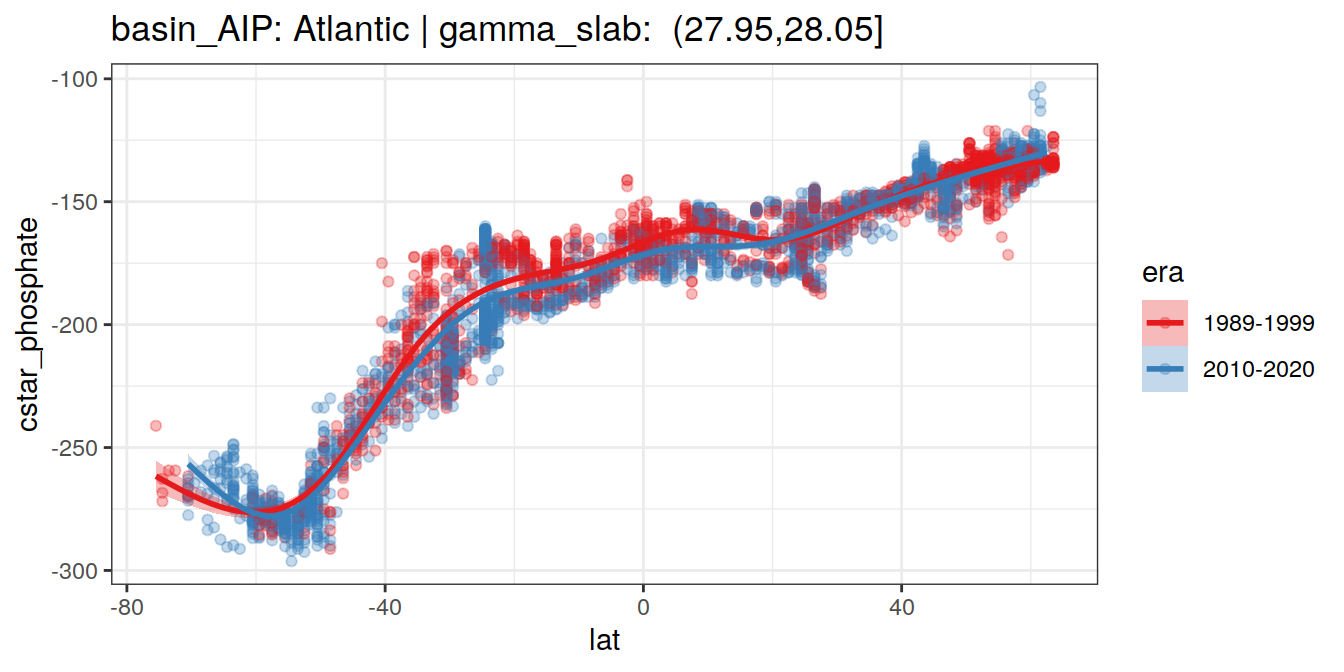 basin_AIP: Atlantic | gamma_slab:  (27.95,28.05]
-100
-150
-200
-250
-300
cstar_phosphate
-80
-40
0
40
lat
era
1989-1999
2010-2020